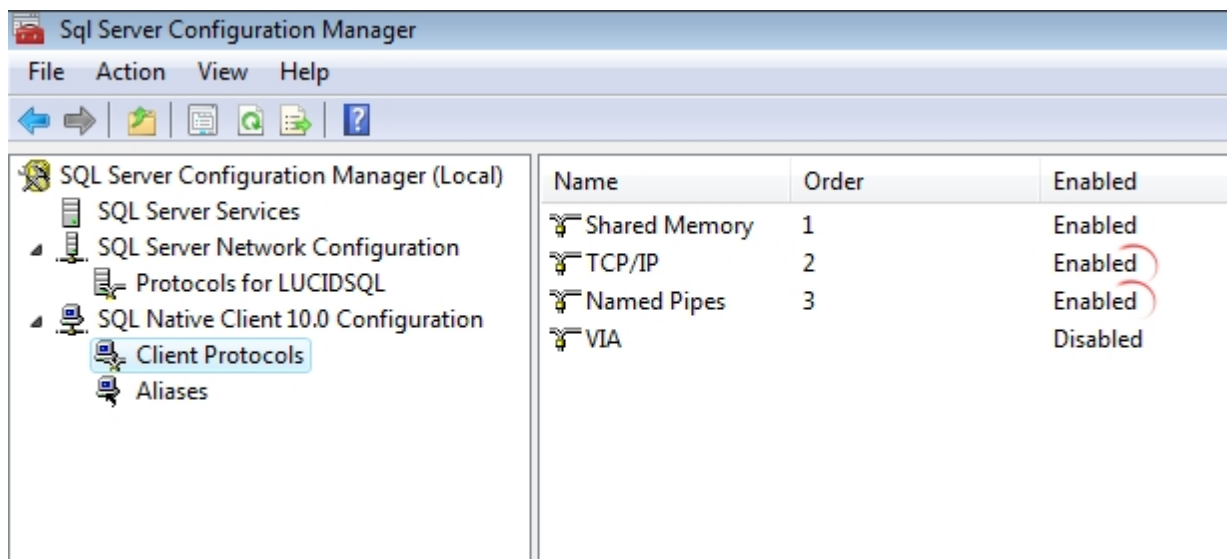 Sql Server Configuration Manager
File Action View Help
SQL Server Configuration Manager (Local)
SQL Server Services
SQL Server Network Configuration
Protocols for LUCIDSQL
SQL Native Client 10.0 Configuration
Client Protocols
Aliases
Name Order Enabled
Shared Memory 1 Enabled
TCP/IP 2 Enabled
Named Pipes 3 Enabled
VIA Disabled